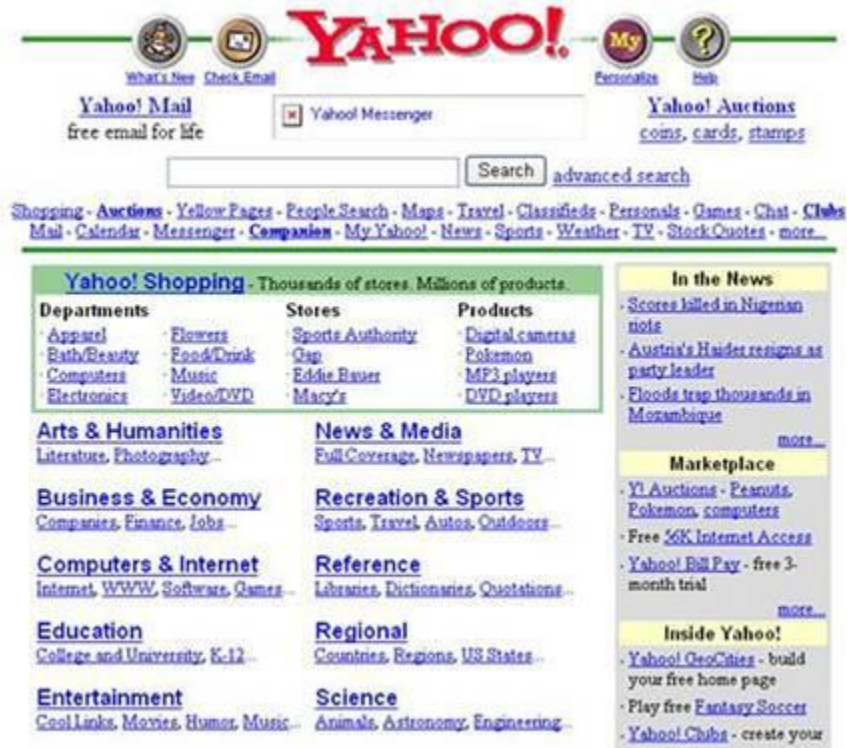 YAHOO!
My
?
What's New
Check Email
Personalize
Help
Yahoo! Mail
free email for life
Yahoo! Messenger
Yahoo! Auctions
coins, cards, stamps
Search
advanced search
Shopping - Auctions - Yellow Pages - People Search - Maps - Travel - Classifieds - Personals - Games - Chat - Clubs
Mail - Calendar - Messenger - Companion - My Yahoo! - News - Sports - Weather - TV - Stock Quotes - more...
Yahoo! Shopping - Thousands of stores. Millions of products.
Departments
· Apparel
· Bath/Beauty
· Computers
· Electronics
· Flowers
· Food/Drink
· Music
· Video/DVD
Stores
· Sports Authority
· Gap
· Eddie Bauer
· Macy's
Products
· Digital cameras
· Pokemon
· MP3 players
· DVD players
Arts & Humanities
Literature, Photography...
News & Media
Full Coverage, Newspapers, TV...
Business & Economy
Companies, Finance, Jobs...
Recreation & Sports
Sports, Travel, Autos, Outdoors...
Computers & Internet
Internet, WWW, Software, Games...
Reference
Libraries, Dictionaries, Quotations...
Education
College and University, K-12...
Regional
Countries, Regions, US States...
Entertainment
Cool Links, Movies, Humor, Music...
Science
Animals, Astronomy, Engineering...
In the News
· Scores killed in Nigerian
riots
· Austria's Haider resigns as
party leader
· Floods trap thousands in
Mozambique
more...
Marketplace
· Y! Auctions - Peanuts,
Pokemon, computers
· Free 56K Internet Access
· Yahoo! Bill Pay - free 3-
month trial
more...
Inside Yahoo!
· Yahoo! GeoCities - build
your free home page
· Play free Fantasy Soccer
· Yahoo! Clubs - create your